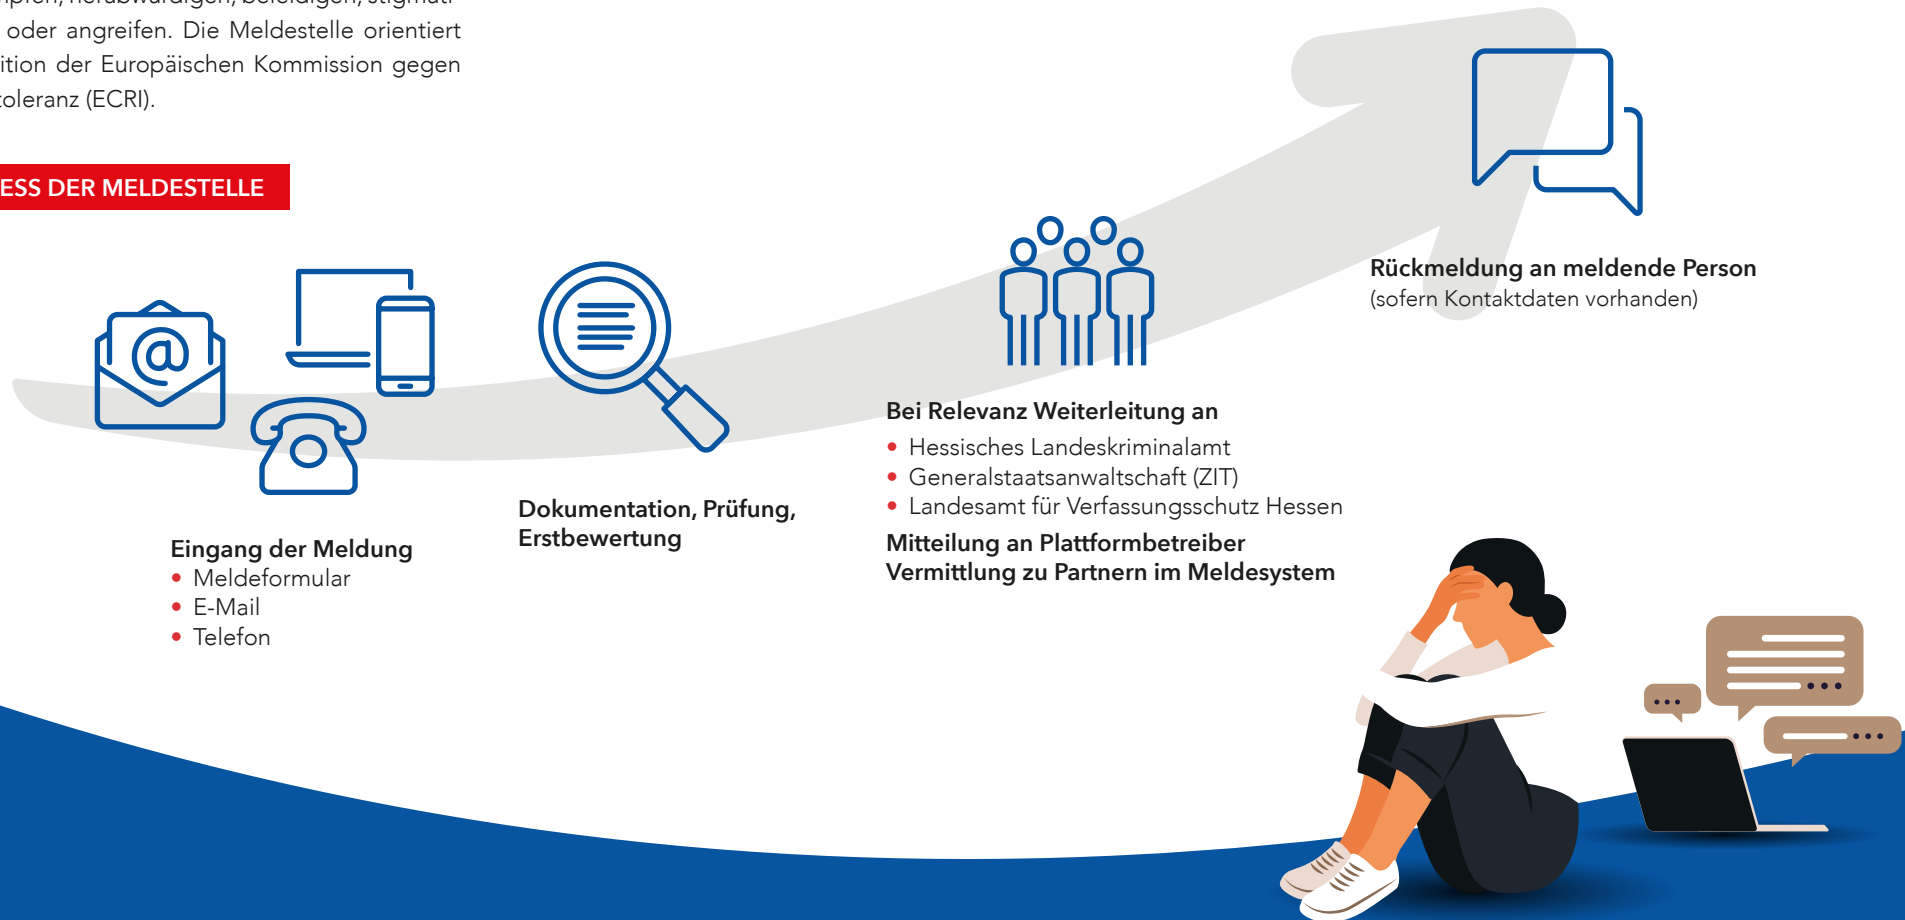 oder angreifen. Die Meldestelle orientiert
der Europäischen Kommission gegen
(ECRI).
DER MELDESTELLE
Eingang der Meldung
• Meldeformular
• E-Mail
• Telefon
Dokumentation, Prüfung,
Erstbewertung
Bei Relevanz Weiterleitung an
• Hessisches Landeskriminalamt
• Generalstaatsanwaltschaft (ZIT)
• Landesamt für Verfassungsschutz Hessen
Mitteilung an Plattformbetreiber
Vermittlung zu Partnern im Meldesystem
Rückmeldung an meldende Person
(sofern Kontaktdaten vorhanden)